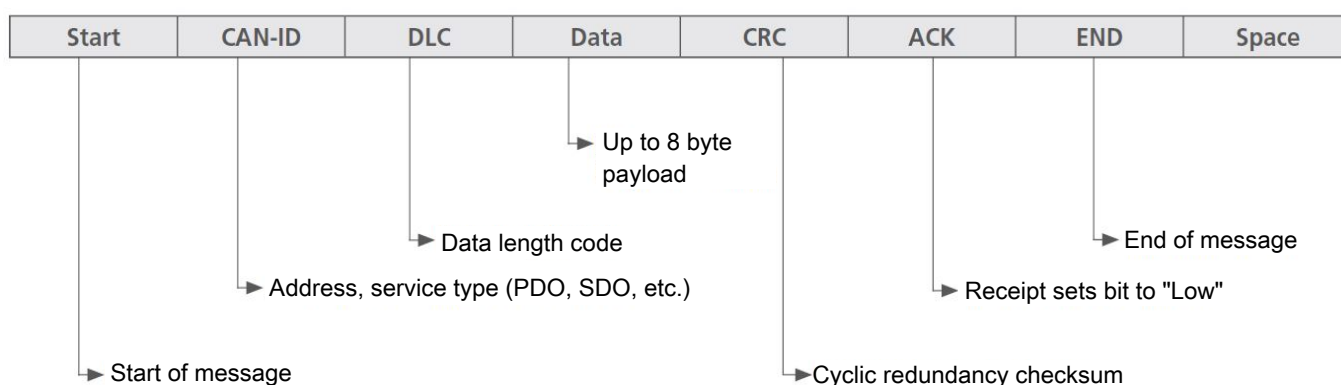 Start CAN-ID DLC Data CRC ACK END Space
Up to 8 byte
payload
Data length code
End of message
Address, service type (PDO, SDO, etc.)
Receipt sets bit to "Low"
Start of message
Cyclic redundancy checksum